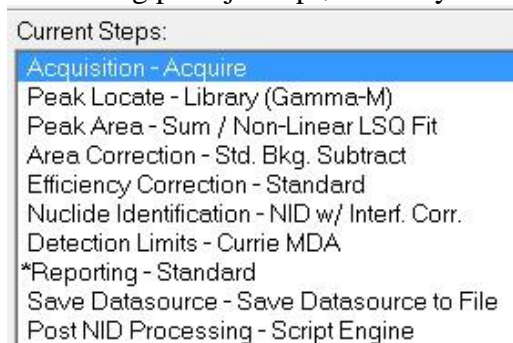 Current Steps:
Acquisition - Acquire
Peak Locate - Library (Gamma-M)
Peak Area - Sum / Non-Linear LSQ Fit
Area Correction - Std. Bkg. Subtract
Efficiency Correction - Standard
Nuclide Identification - NID w/ Interf. Corr.
Detection Limits - Currie MDA
*Reporting - Standard
Save Datasource - Save Datasource to File
Post NID Processing - Script Engine